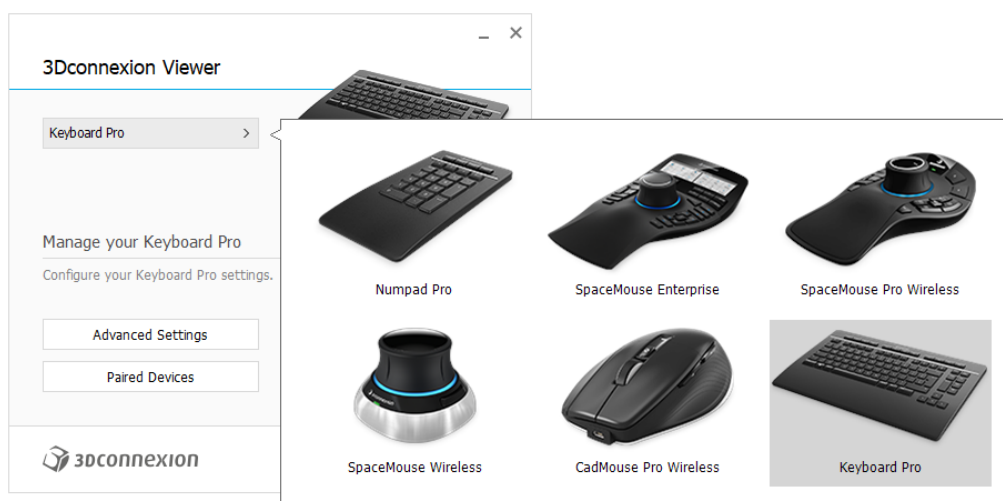 3Dconnexion Viewer
Keyboard Pro
Manage your Keyboard Pro
Configure your Keyboard Pro settings.
Advanced Settings
Paired Devices
3DCONNEXION
Numpad Pro
SpaceMouse Enterprise
SpaceMouse Pro Wireless
SpaceMouse Wireless
CadMouse Pro Wireless
Keyboard Pro